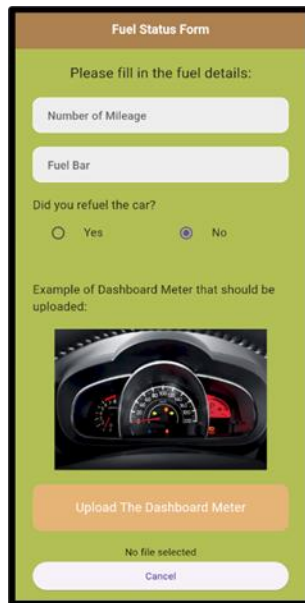 Fuel Status Form
Please fill in the fuel details:
Number of Mileage
Fuel Bar
Did you refuel the car?
Yes No
Example of Dashboard Meter that should be
uploaded:
Upload The Dashboard Meter
No file selected
Cancel